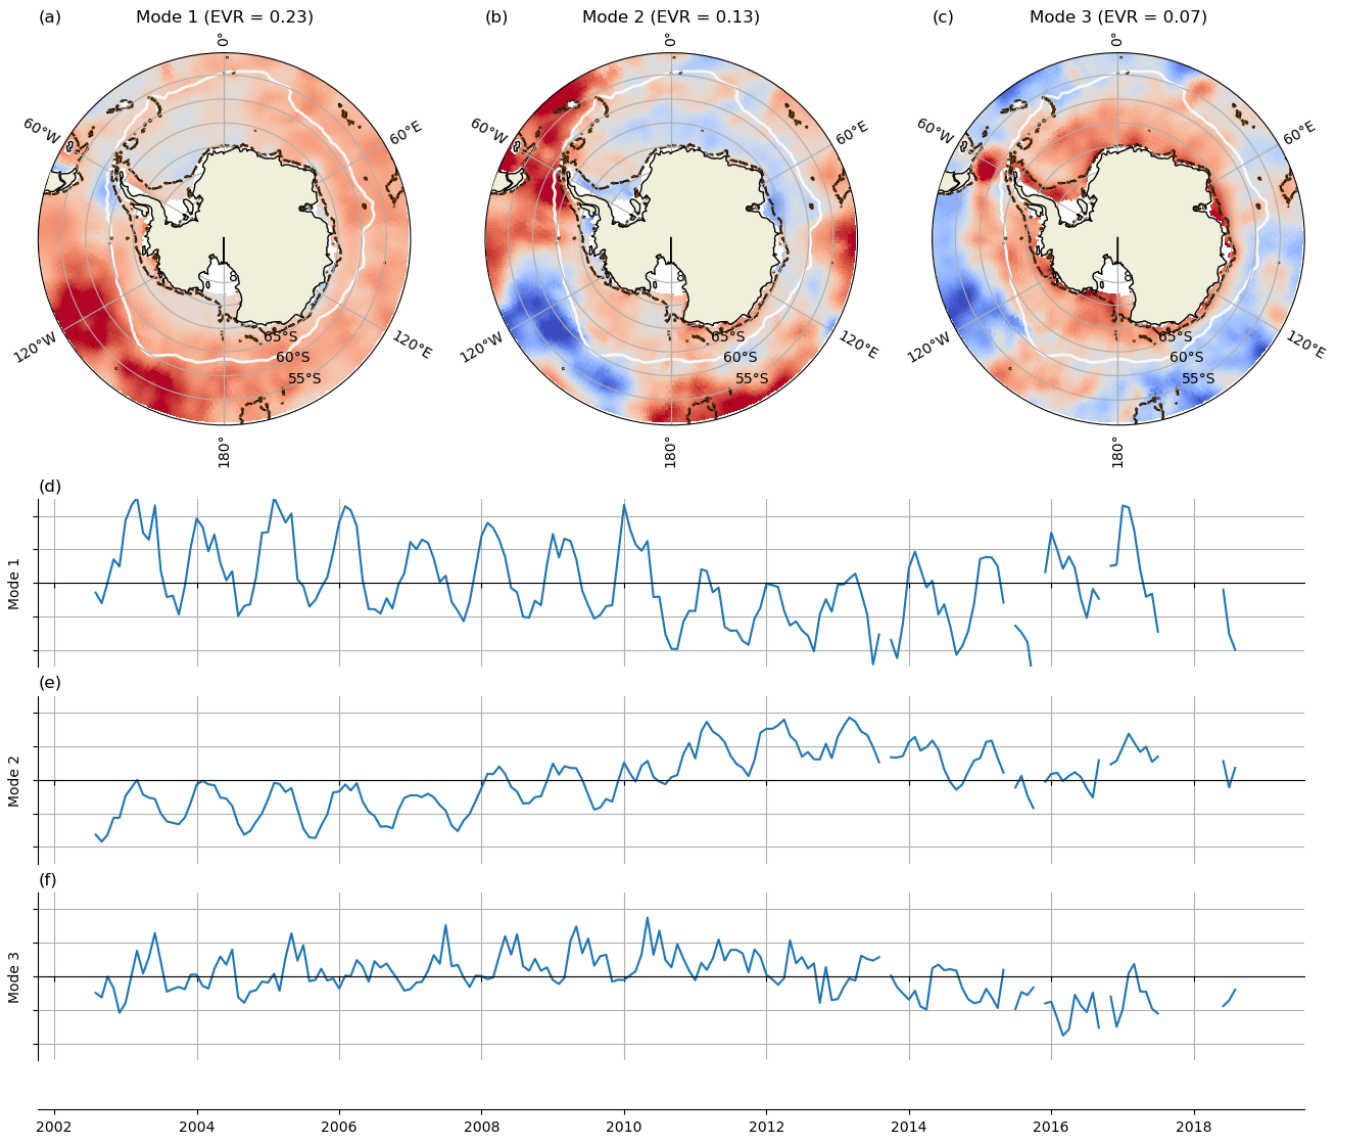 (a) Mode 1 (EVR = 0.23)
(b) Mode 2 (EVR = 0.13)
(c) Mode 3 (EVR = 0.07)
0°
60°W
60°E
120°W
120°E
180°
65°S
60°S
55°S
0°
60°W
60°E
120°W
120°E
180°
65°S
60°S
55°S
0°
60°W
60°E
120°W
120°E
180°
65°S
60°S
55°S
(d)
Mode 1
(e)
Mode 2
(f)
Mode 3
2002 2004 2006 2008 2010 2012 2014 2016 2018